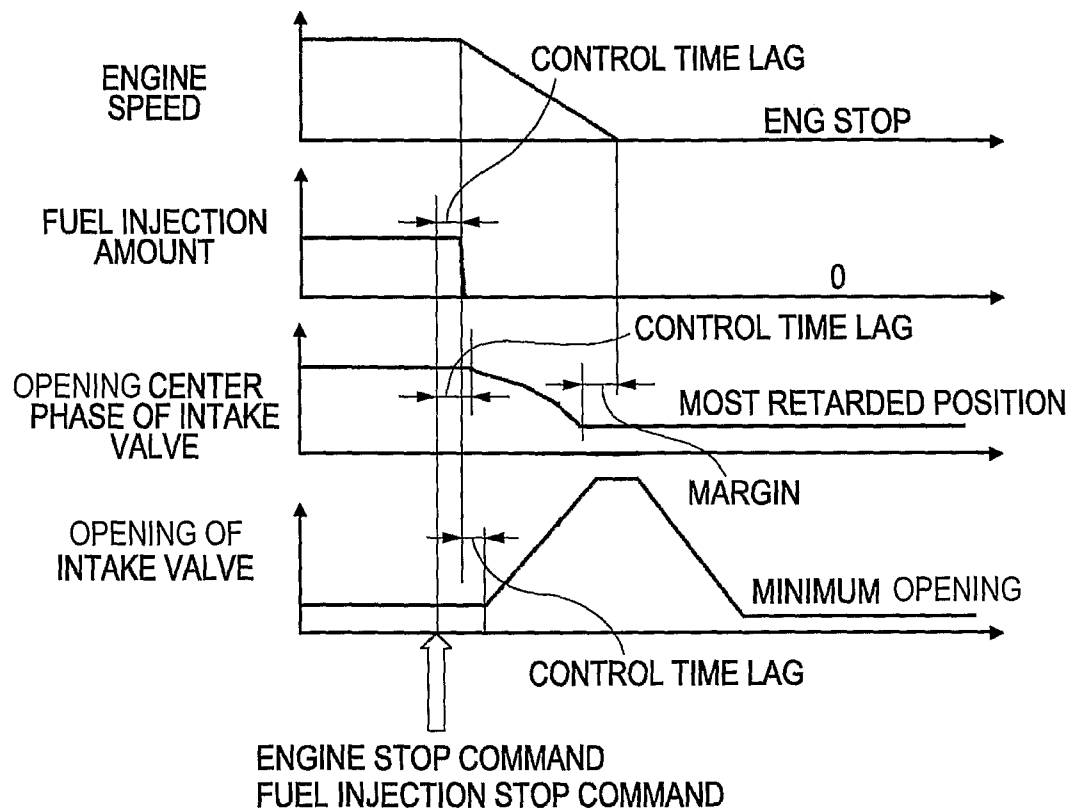 ENGINE
SPEED
CONTROL TIME LAG
ENG STOP
FUEL INJECTION
AMOUNT
0
CONTROL TIME LAG
OPENING CENTER
PHASE OF INTAKE
VALVE
MOST RETARDED POSITION
MARGIN
OPENING OF
INTAKE VALVE
MINIMUM OPENING
CONTROL TIME LAG
ENGINE STOP COMMAND
FUEL INJECTION STOP COMMAND